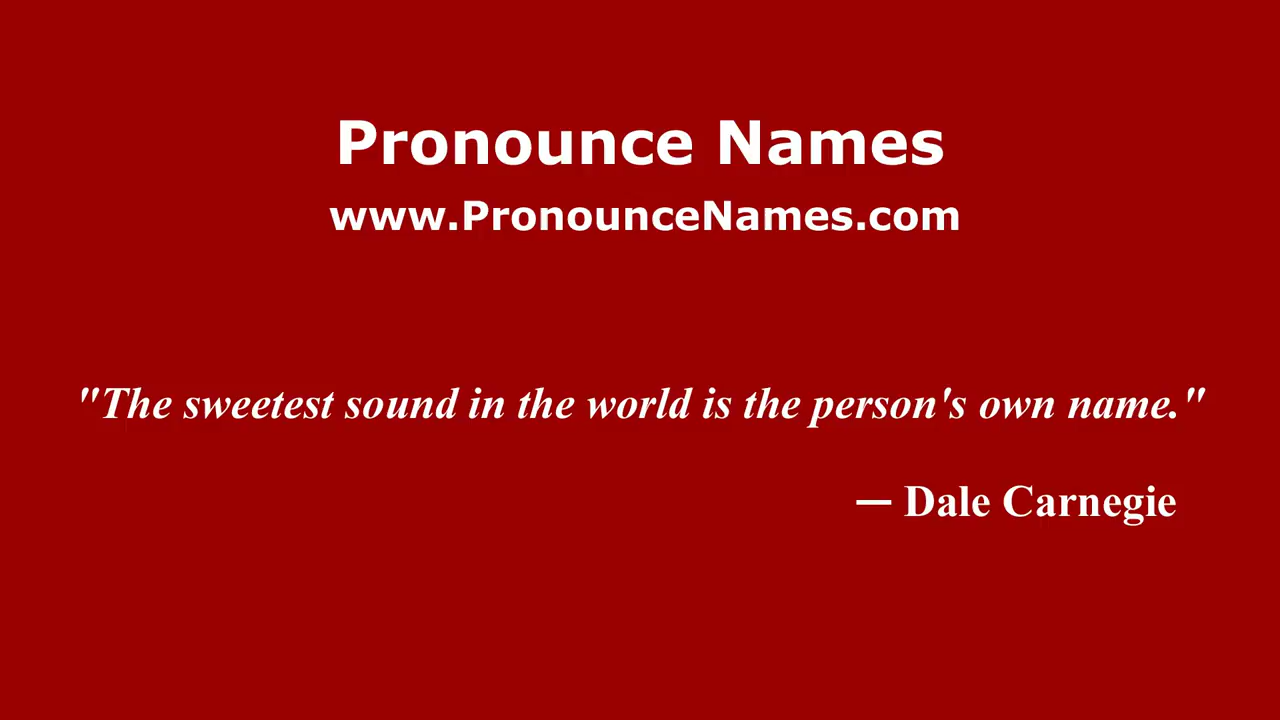 Pronounce Names
www.PronounceNames.com
"The sweetest sound in the world is the person's own name."
— Dale Carnegie